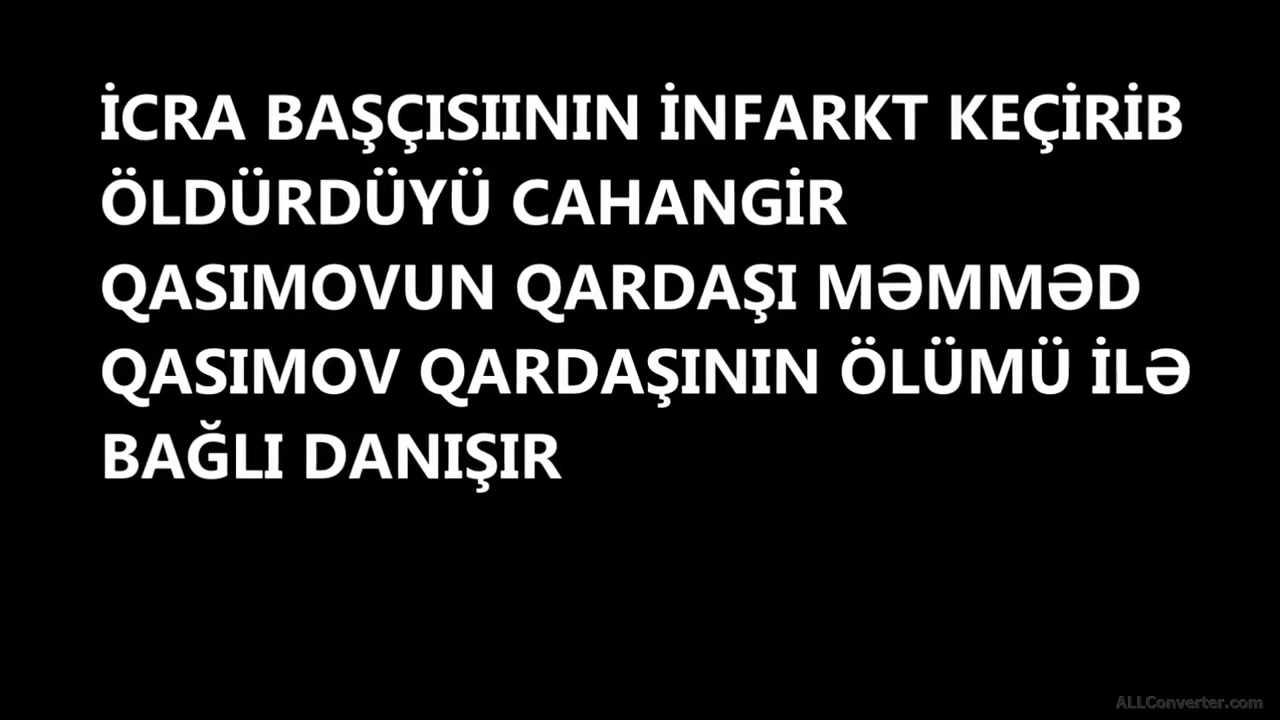 İCRA BAŞÇISIININ İNFARKT KEÇİRİB
ÖLDÜRDÜYÜ CAHANGİR
QASIMOVUN QARDAŞI MƏMMƏD
QASIMOV QARDAŞININ ÖLÜMÜ İLƏ
BAĞLI DANIŞIR
ALLConverter.com